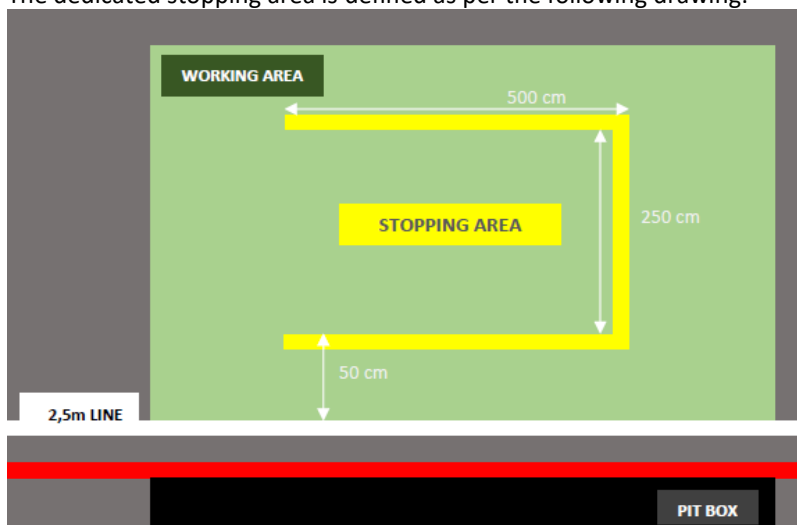 The dedicated stopping area is defined as per the following drawing:
WORKING AREA
500 cm
STOPPING AREA
250 cm
50 cm
2,5m LINE
PIT BOX